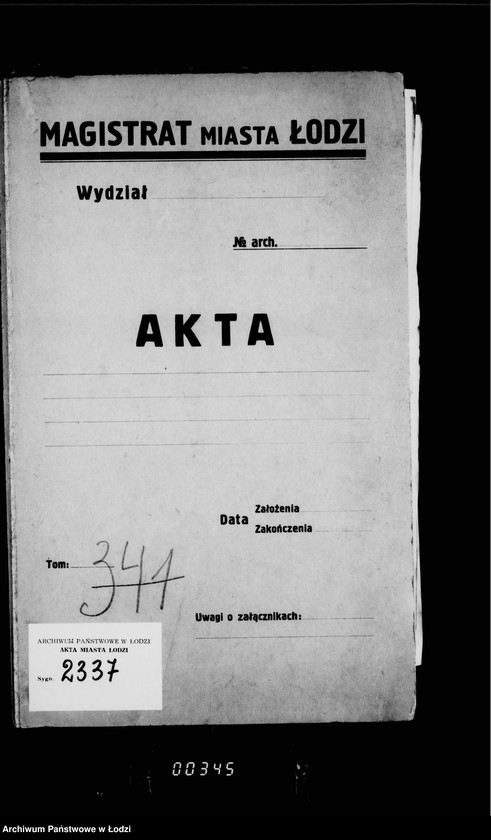 MAGISTRAT MIASTA ŁODZI
Wydział
№ arch.
AKTA
Data
Założenia
Zakończenia
Tom:
341
Uwagi o załącznikach:
ARCHIWUM PAŃSTWOWE W ŁODZI
AKTA MIASTA ŁODZI
Sygn. 2337
00345
Archiwum Państwowe w Łodzi